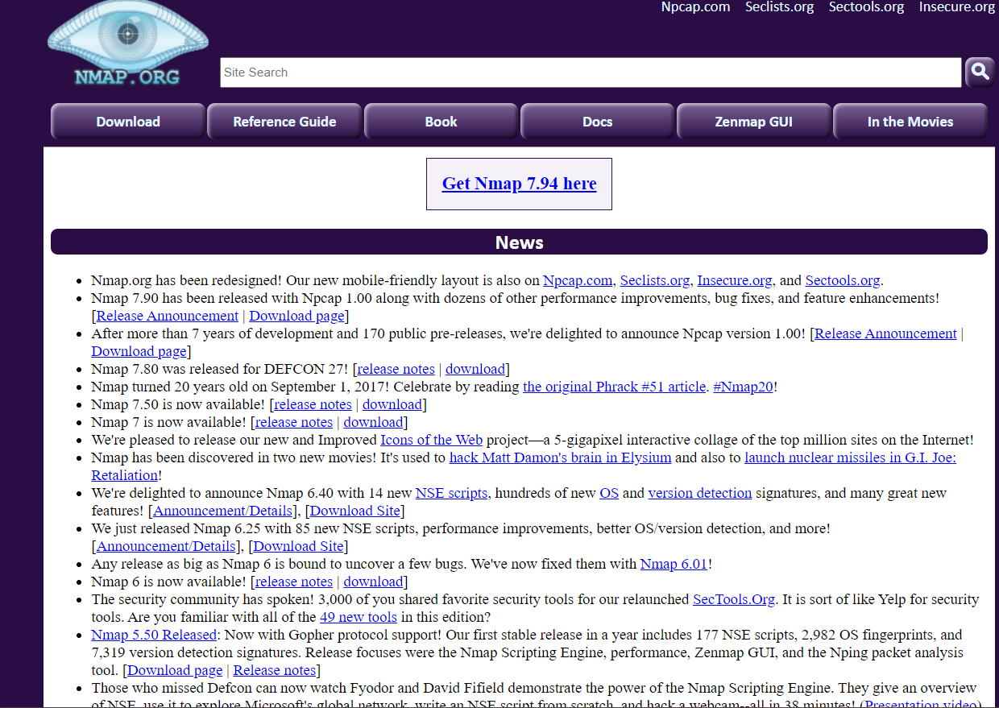 Npcap.com Seclists.org Sectools.org Insecure.org
NMAP.ORG
Site Search
Download Reference Guide Book Docs Zenmap GUI In the Movies
Get Nmap 7.94 here
News
Nmap.org has been redesigned! Our new mobile-friendly layout is also on Npcap.com, Seclists.org, Insecure.org, and Sectools.org.
Nmap 7.90 has been released with Npcap 1.00 along with dozens of other performance improvements, bug fixes, and feature enhancements!
[Release Announcement | Download page]
After more than 7 years of development and 170 public pre-releases, we're delighted to announce Npcap version 1.00! [Release Announcement |
Download page]
Nmap 7.80 was released for DEFCON 27! [release notes | download]
Nmap turned 20 years old on September 1, 2017! Celebrate by reading the original Phrack #51 article. #Nmap20!
Nmap 7.50 is now available! [release notes | download]
Nmap 7 is now available! [release notes | download]
We're pleased to release our new and Improved Icons of the Web project—a 5-gigapixel interactive collage of the top million sites on the Internet!
Nmap has been discovered in two new movies! It's used to hack Matt Damon's brain in Elysium and also to launch nuclear missiles in G.I. Joe:
Retaliation!
We're delighted to announce Nmap 6.40 with 14 new NSE scripts, hundreds of new OS and version detection signatures, and many great new
features! [Announcement/Details], [Download Site]
We just released Nmap 6.25 with 85 new NSE scripts, performance improvements, better OS/version detection, and more!
[Announcement/Details], [Download Site]
Any release as big as Nmap 6 is bound to uncover a few bugs. We've now fixed them with Nmap 6.01!
Nmap 6 is now available! [release notes | download]
The security community has spoken! 3,000 of you shared favorite security tools for our relaunched SecTools.Org. It is sort of like Yelp for security
tools. Are you familiar with all of the 49 new tools in this edition?
Nmap 5.50 Released: Now with Gopher protocol support! Our first stable release in a year includes 177 NSE scripts, 2,982 OS fingerprints, and
7,319 version detection signatures. Release focuses were the Nmap Scripting Engine, performance, Zenmap GUI, and the Nping packet analysis
tool. [Download page | Release notes]
Those who missed Defcon can now watch Fyodor and David Fifield demonstrate the power of the Nmap Scripting Engine. They give an overview
of NSE, use it to explore Microsoft's global network, write an NSE script from scratch, and hack a webcam--all in 38 minutes! (Presentation video)